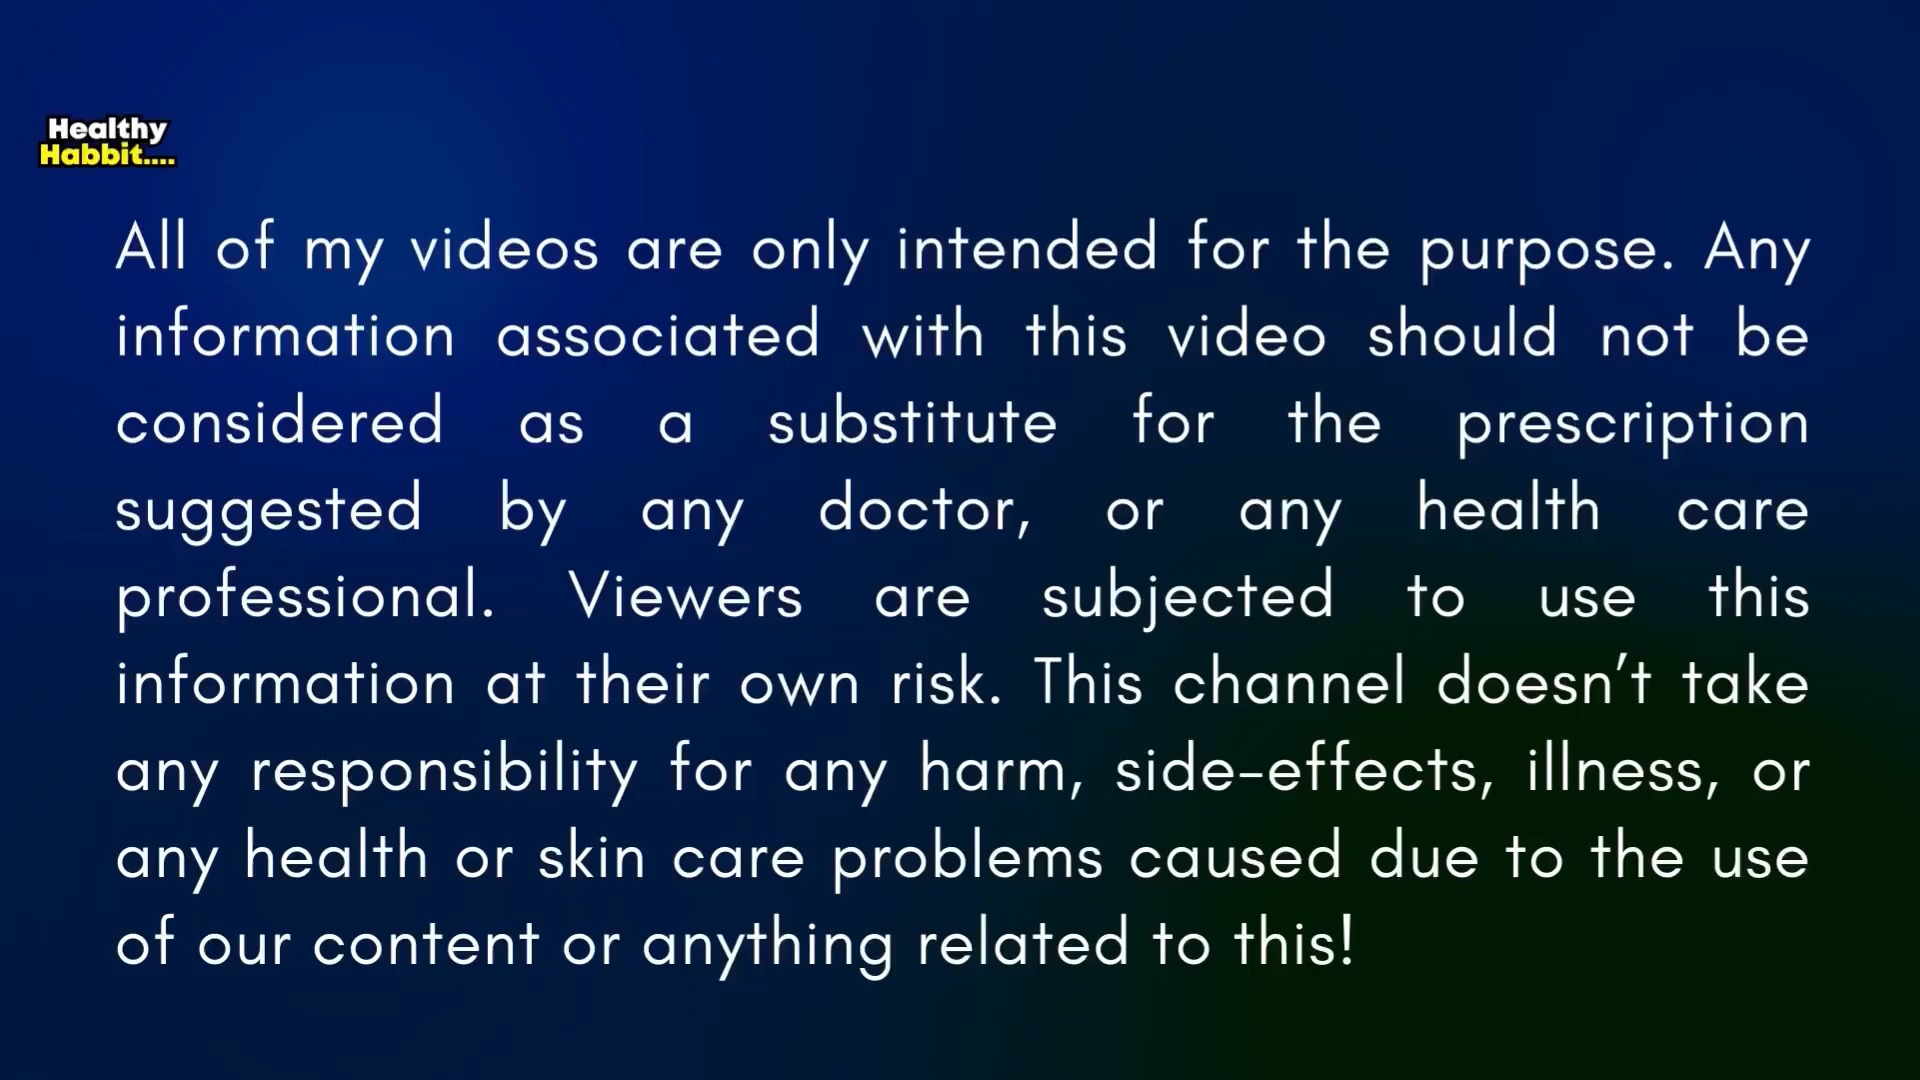 Healthy
Habbit....
All of my videos are only intended for the purpose. Any
information associated with this video should not be
considered as a substitute for the prescription
suggested by any doctor, or any health care
professional. Viewers are subjected to use this
information at their own risk. This channel doesn’t take
any responsibility for any harm, side-effects, illness, or
any health or skin care problems caused due to the use
of our content or anything related to this!